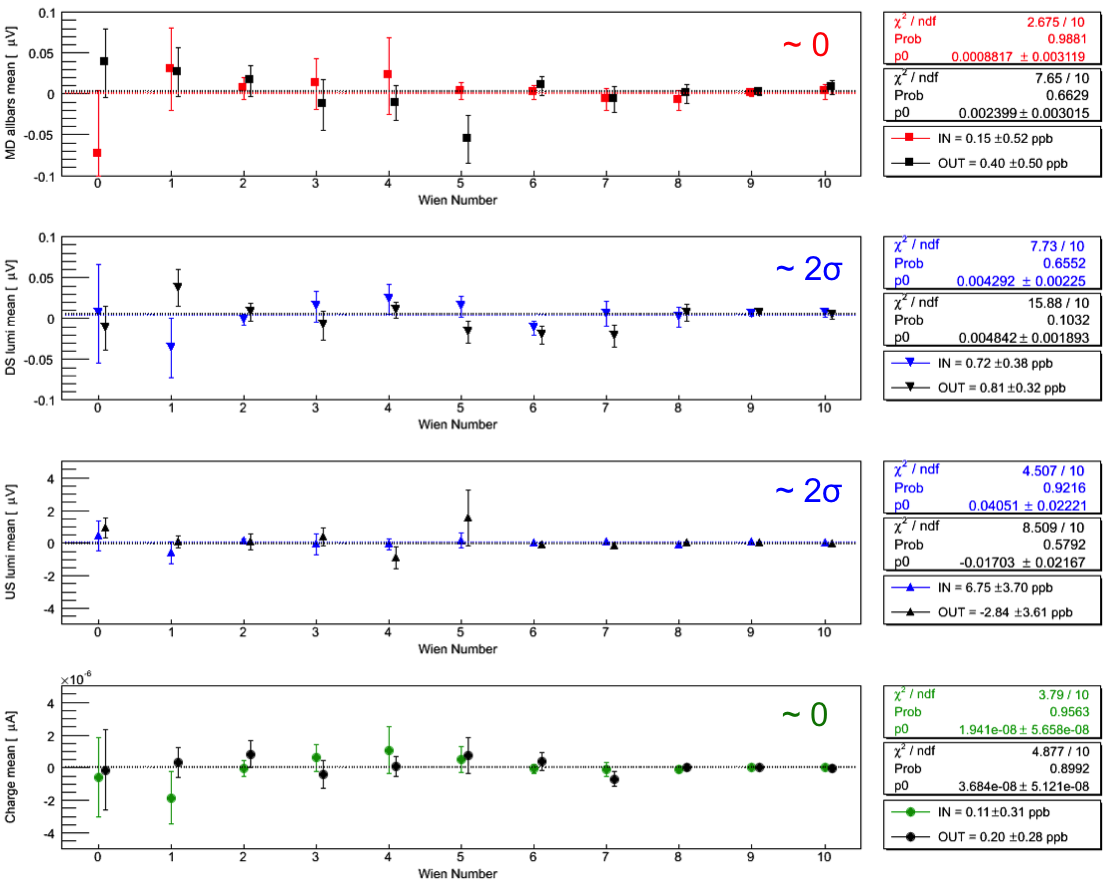 MD allbars mean [ μV]
0.1
0.05
0
-0.05
-0.1
~ 0
0 1 2 3 4 5 6 7 8 9 10
Wien Number
χ² / ndf 2.675 / 10
Prob 0.9881
p0 0.0008817 ± 0.003119
χ² / ndf 7.65 / 10
Prob 0.6629
p0 0.002399 ± 0.003015
IN = 0.15 ±0.52 ppb
OUT = 0.40 ±0.50 ppb
DS lumi mean [ μV]
0.1
0.05
0
-0.05
-0.1
~ 2σ
0 1 2 3 4 5 6 7 8 9 10
Wien Number
χ² / ndf 7.73 / 10
Prob 0.6552
p0 0.004292 ± 0.00225
χ² / ndf 15.88 / 10
Prob 0.1032
p0 0.004842 ± 0.001893
IN = 0.72 ±0.38 ppb
OUT = 0.81 ±0.32 ppb
US lumi mean [ μV]
4
2
0
-2
-4
~ 2σ
0 1 2 3 4 5 6 7 8 9 10
Wien Number
χ² / ndf 4.507 / 10
Prob 0.9216
p0 0.04051 ± 0.02221
χ² / ndf 8.509 / 10
Prob 0.5792
p0 -0.01703 ± 0.02167
IN = 6.75 ±3.70 ppb
OUT = -2.84 ±3.61 ppb
Charge mean [ μA]
×10⁻⁶
4
2
0
-2
-4
~ 0
0 1 2 3 4 5 6 7 8 9 10
Wien Number
χ² / ndf 3.79 / 10
Prob 0.9563
p0 1.941e-08 ± 5.658e-08
χ² / ndf 4.877 / 10
Prob 0.8992
p0 3.684e-08 ± 5.121e-08
IN = 0.11 ±0.31 ppb
OUT = 0.20 ±0.28 ppb